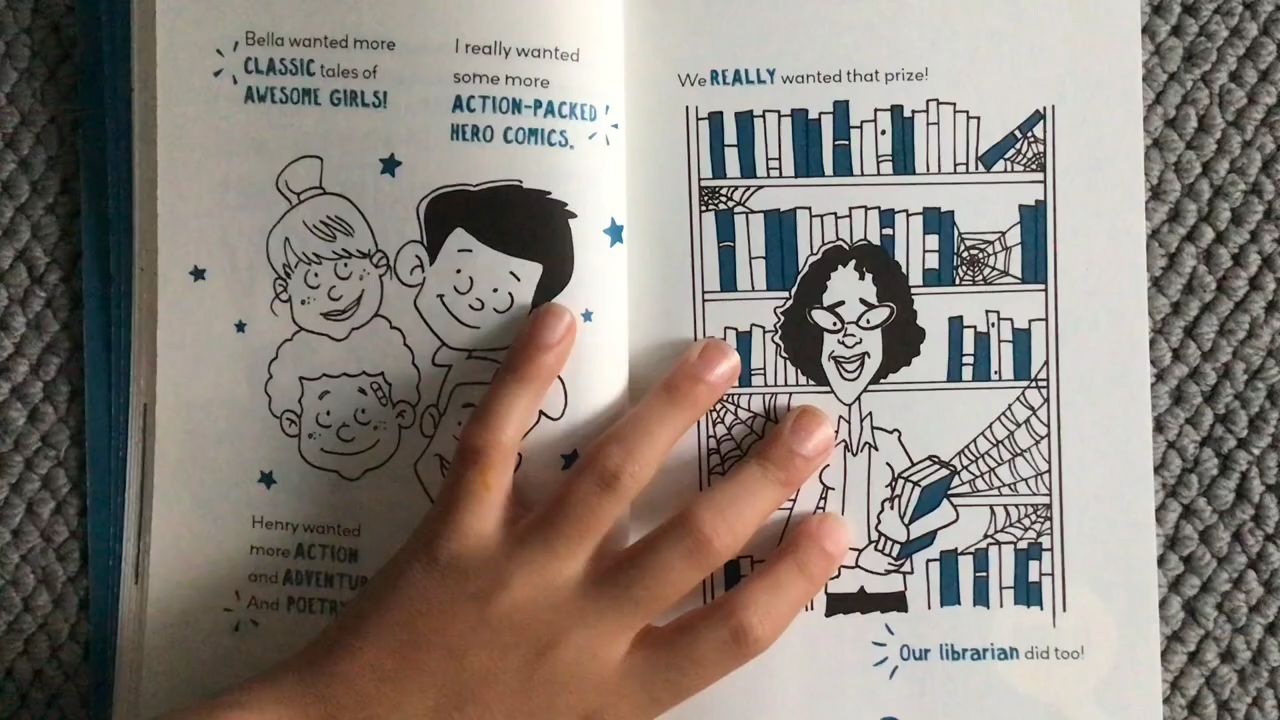 Bella wanted more
CLASSIC tales of
AWESOME GIRLS!
I really wanted
some more
ACTION-PACKED
HERO COMICS.
Henry wanted
more ACTION
and
And POETRY
We REALLY wanted that prize!
Our librarian did too!